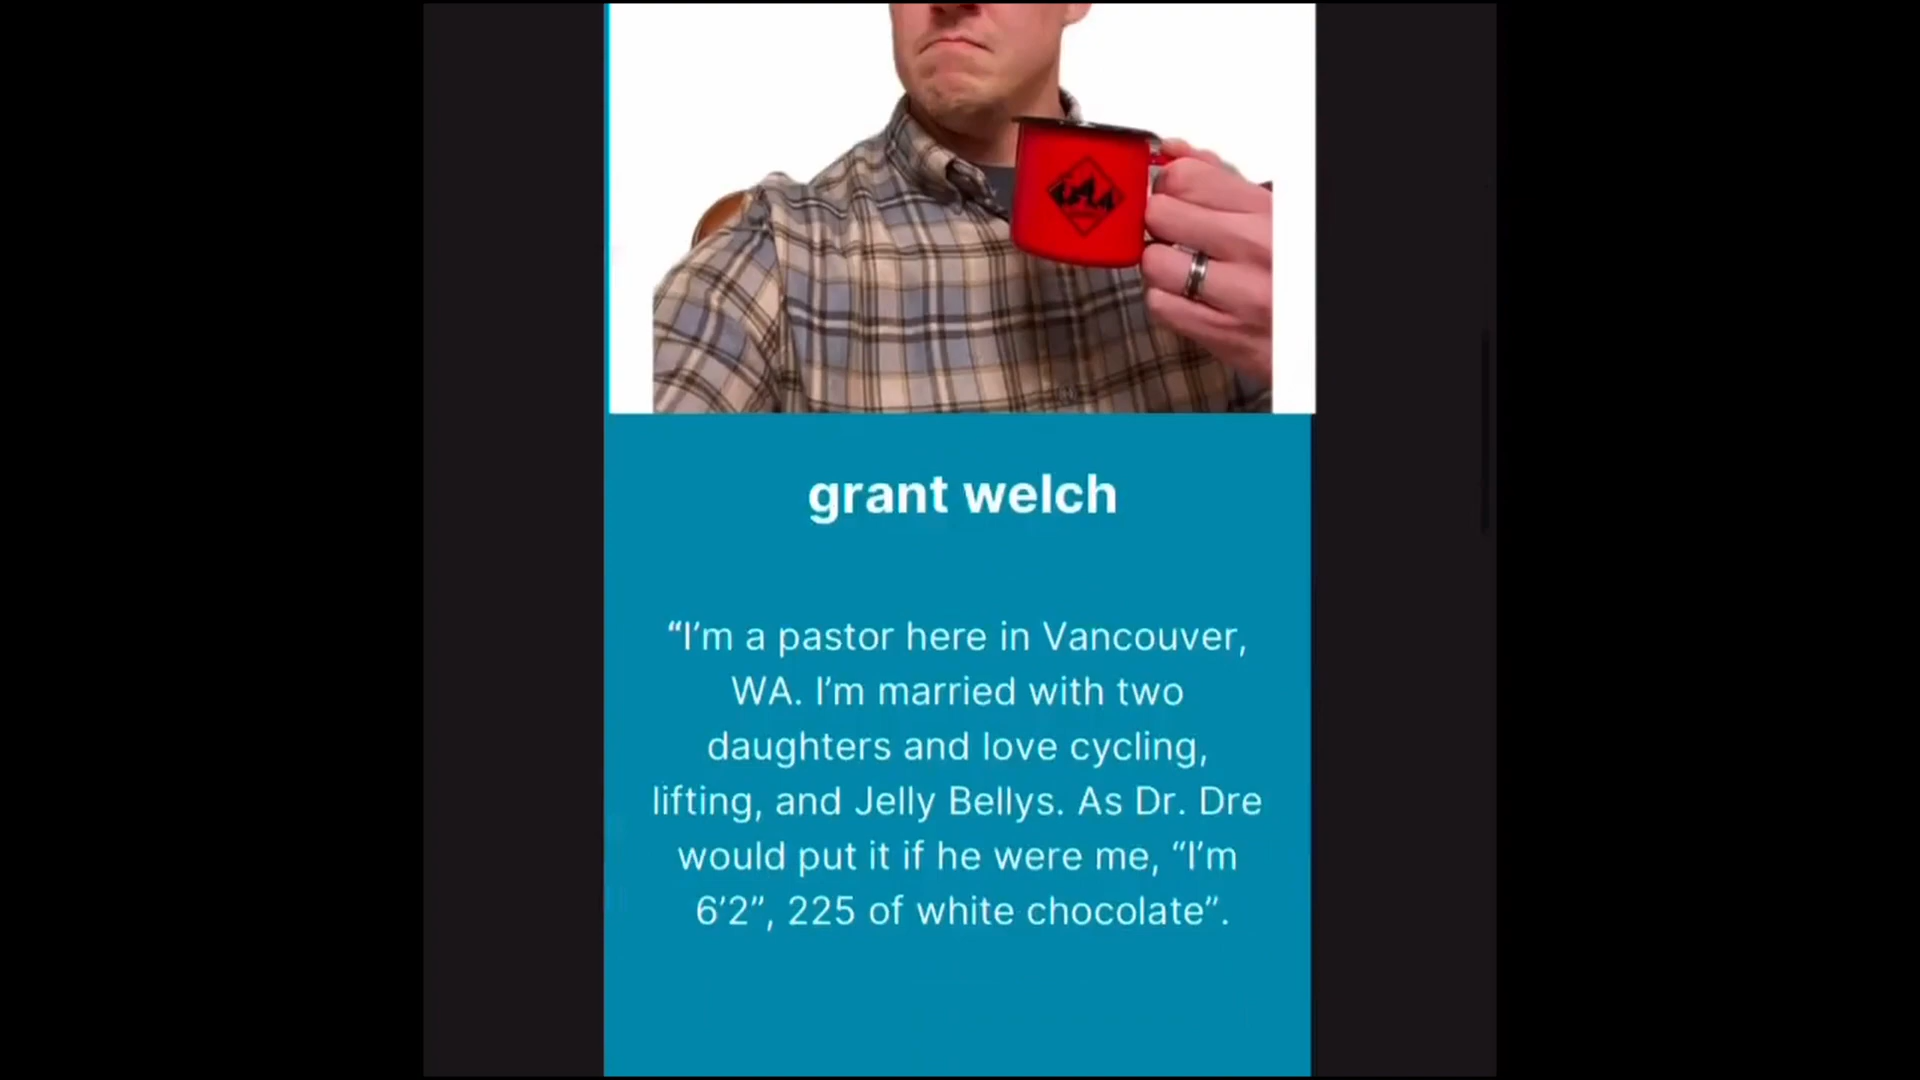 grant welch
“I’m a pastor here in Vancouver,
WA. I’m married with two
daughters and love cycling,
lifting, and Jelly Bellys. As Dr. Dre
would put it if he were me, “I’m
6’2”, 225 of white chocolate”.